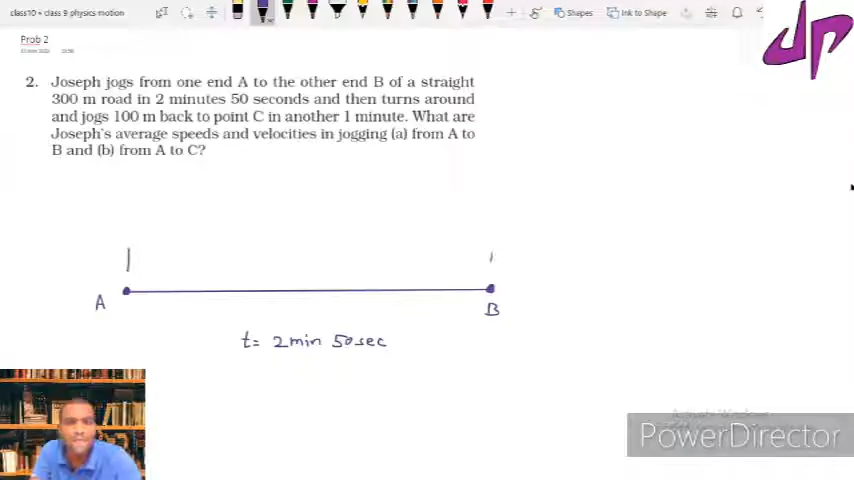 class10 + class 9 physics motion
Shapes
Ink to Shape
Prob 2
2. Joseph jogs from one end A to the other end B of a straight
300 m road in 2 minutes 50 seconds and then turns around
and jogs 100 m back to point C in another 1 minute. What are
Joseph's average speeds and velocities in jogging (a) from A to
B and (b) from A to C?
A
B
t= 2min 50sec
PowerDirector